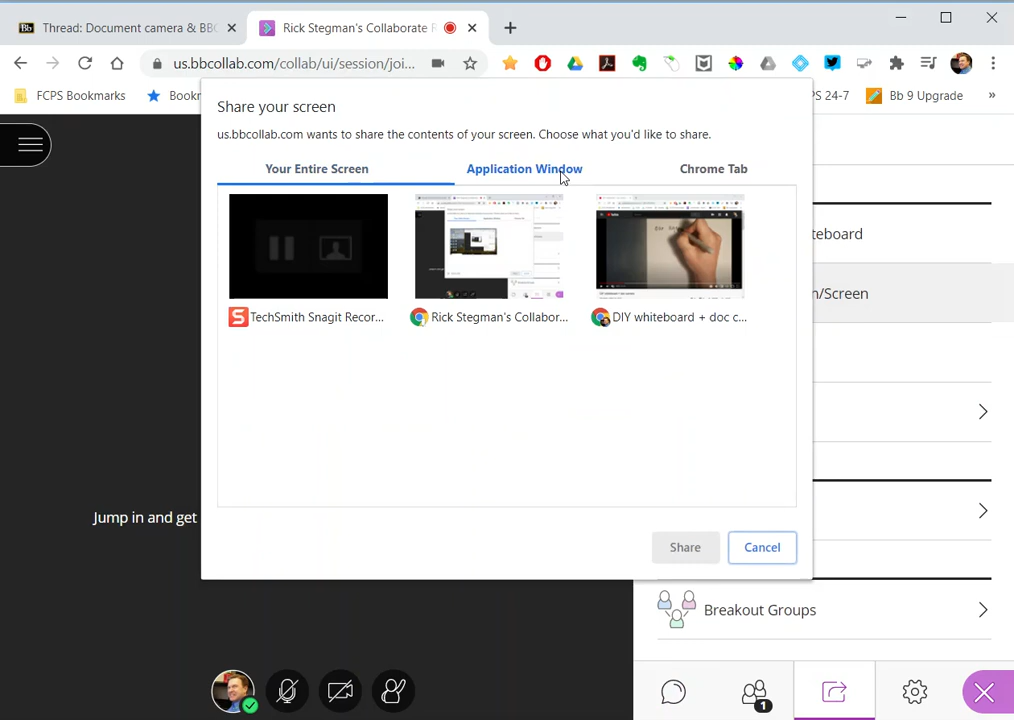 Thread: Document camera & BBC
Rick Stegman's Collaborate R
us.bbcollab.com/collab/ui/session/joi...
FCPS Bookmarks
Bookr
PS 24-7
Bb 9 Upgrade
Share your screen
us.bbcollab.com wants to share the contents of your screen. Choose what you'd like to share.
Your Entire Screen
Application Window
Chrome Tab
TechSmith Snagit Recor...
Rick Stegman's Collabor...
DIY whiteboard + doc c...
teboard
n/Screen
Jump in and get
Share
Cancel
Breakout Groups
1